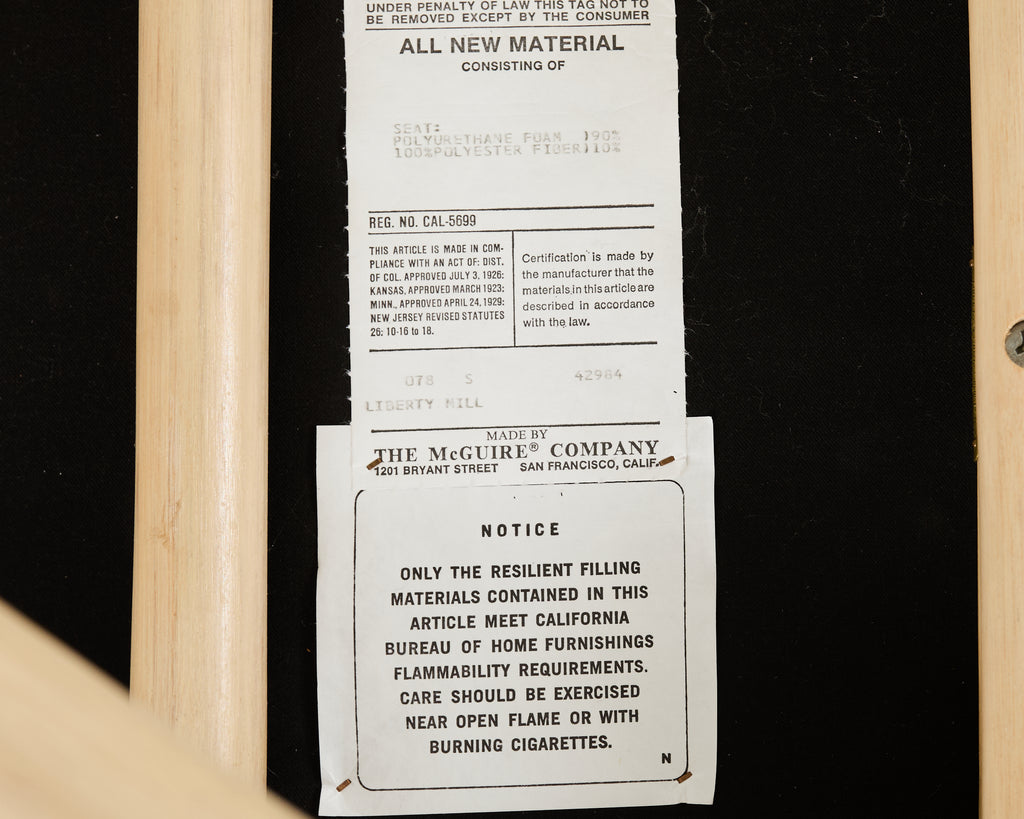 UNDER PENALTY OF LAW THIS TAG NOT TO
BE REMOVED EXCEPT BY THE CONSUMER
ALL NEW MATERIAL
CONSISTING OF
SEAT:
POLYURETHANE FOAM )90%
100%POLYESTER FIBER)10%
REG. NO. CAL-5699
THIS ARTICLE IS MADE IN COM-
PLIANCE WITH AN ACT OF: DIST.
OF COL. APPROVED JULY 3, 1926;
KANSAS, APPROVED MARCH 1923;
MINN., APPROVED APRIL 24, 1929;
NEW JERSEY REVISED STATUTES
26: 10-16 to 18.
Certification is made by
the manufacturer that the
materials in this article are
described in accordance
with the law.
078 S 42984
LIBERTY MILL
MADE BY
THE McGUIRE® COMPANY
1201 BRYANT STREET SAN FRANCISCO, CALIF.
NOTICE
ONLY THE RESILIENT FILLING
MATERIALS CONTAINED IN THIS
ARTICLE MEET CALIFORNIA
BUREAU OF HOME FURNISHINGS
FLAMMABILITY REQUIREMENTS.
CARE SHOULD BE EXERCISED
NEAR OPEN FLAME OR WITH
BURNING CIGARETTES.
N